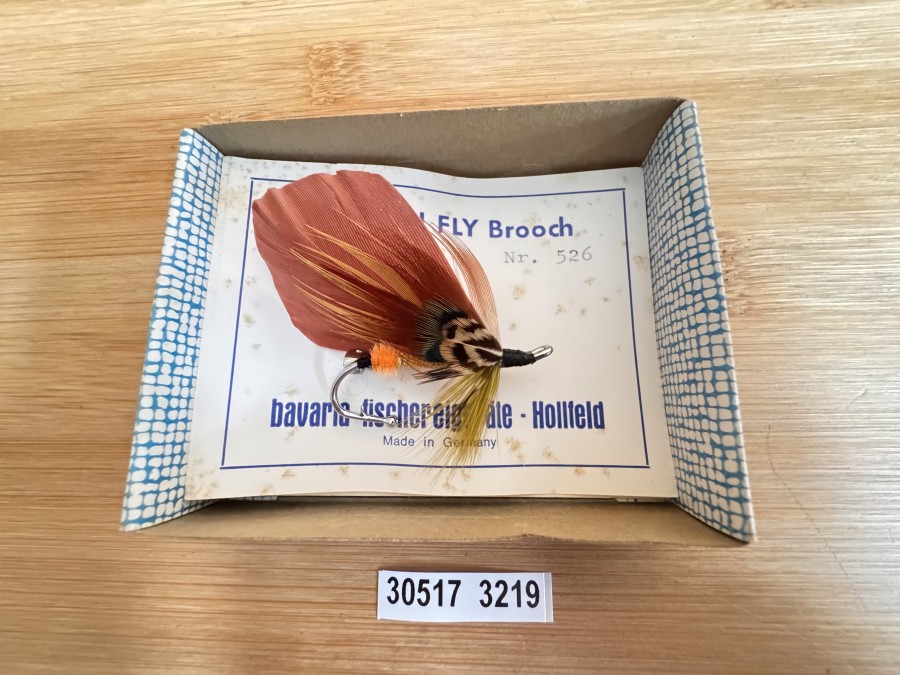 FLY Brooch
Nr. 526
bavaria - Hollfeld
Made in Germany
30517 3219